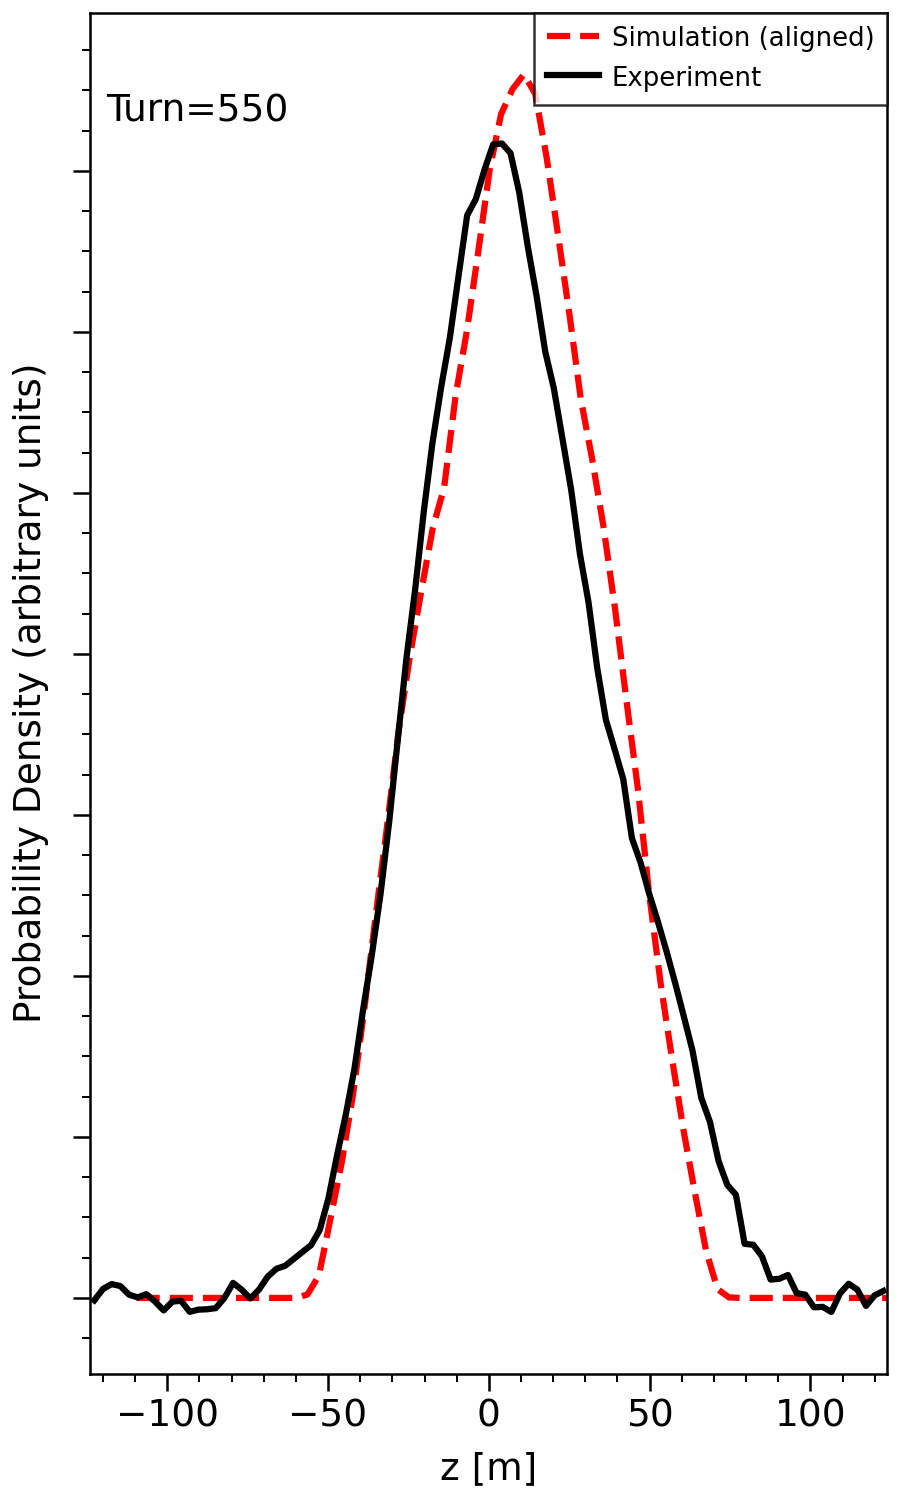 Simulation (aligned)
Experiment
Turn=550
Probability Density (arbitrary units)
−100 −50 0 50 100
z [m]